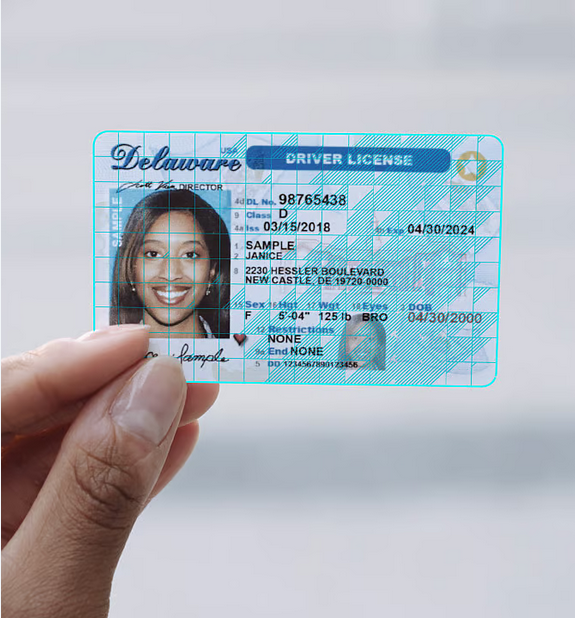 Delaware USA DRIVER LICENSE
DIRECTOR
SAMPLE
4d DL No. 98765438
9 Class D
4a Iss 03/15/2018 4b Exp 04/30/2024
1 SAMPLE
2 JANICE
8 2230 HESSLER BOULEVARD
NEW CASTLE, DE 19720-0000
15 Sex 16 Hgt 17 Wgt 18 Eyes 3 DOB
F 5'-04" 125 lb BRO 04/30/2000
12 Restrictions
NONE
9a End NONE
Sample
5 DD 1234567890123456